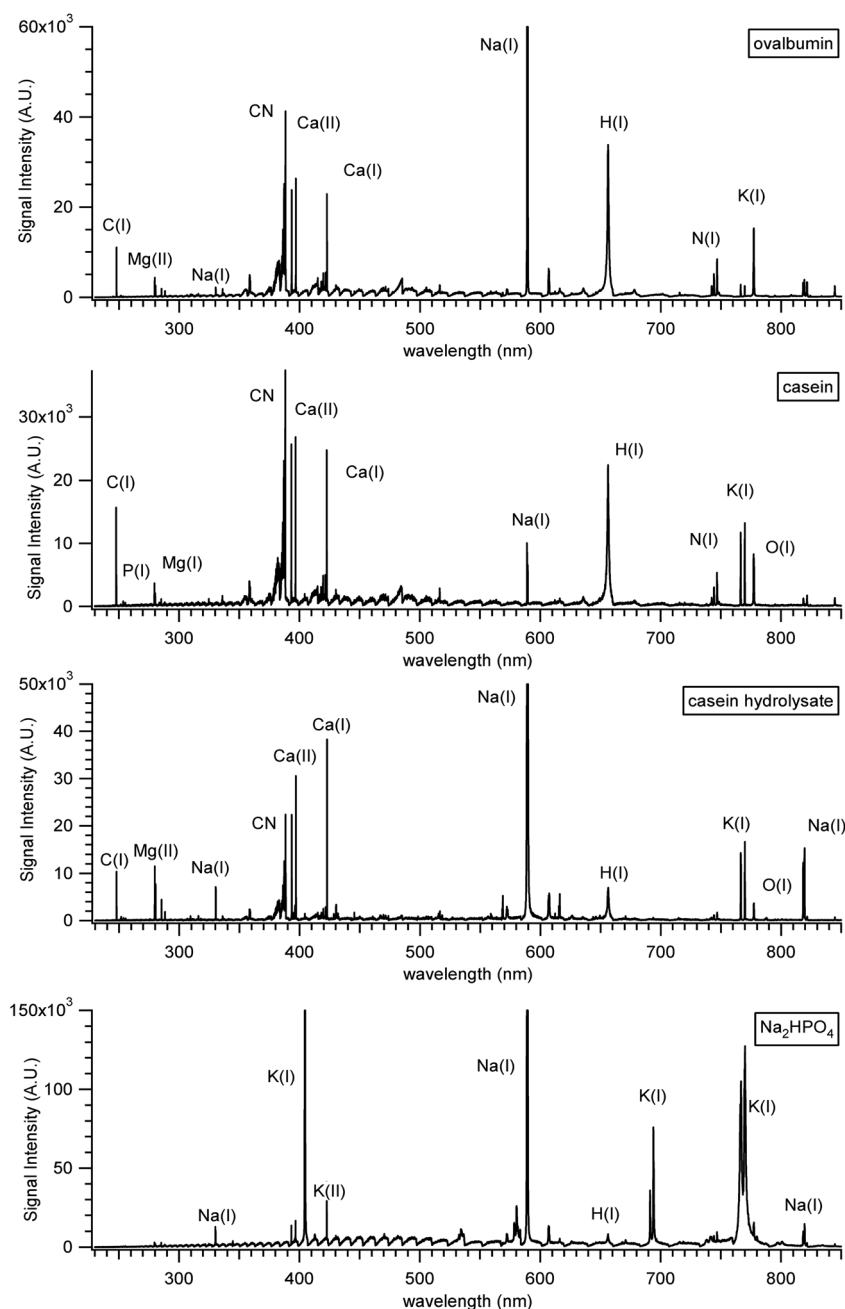 60x10³
ovalbumin
Na(I)
CN
Ca(II)
H(I)
40
Ca(I)
K(I)
Signal Intensity (A.U.)
20
C(I)
N(I)
Mg(II)
Na(I)
0
300 400 500 600 700 800
wavelength (nm)
casein
CN
30x10³
Ca(II)
H(I)
Ca(I)
C(I)
K(I)
Signal Intensity (A.U.)
20
Na(I)
N(I)
O(I)
10
P(I)
Mg(I)
0
300 400 500 600 700 800
wavelength (nm)
50x10³
Na(I)
casein hydrolysate
Ca(I)
40
Ca(II)
30
Signal Intensity (A.U.)
CN
K(I)
Na(I)
20
C(I)
Mg(II)
Na(I)
H(I)
O(I)
10
0
300 400 500 600 700 800
wavelength (nm)
150x10³
Na₂HPO₄
K(I)
Na(I)
100
K(I)
K(I)
Signal Intensity (A.U.)
50
K(II)
Na(I)
H(I)
Na(I)
0
300 400 500 600 700 800
wavelength (nm)